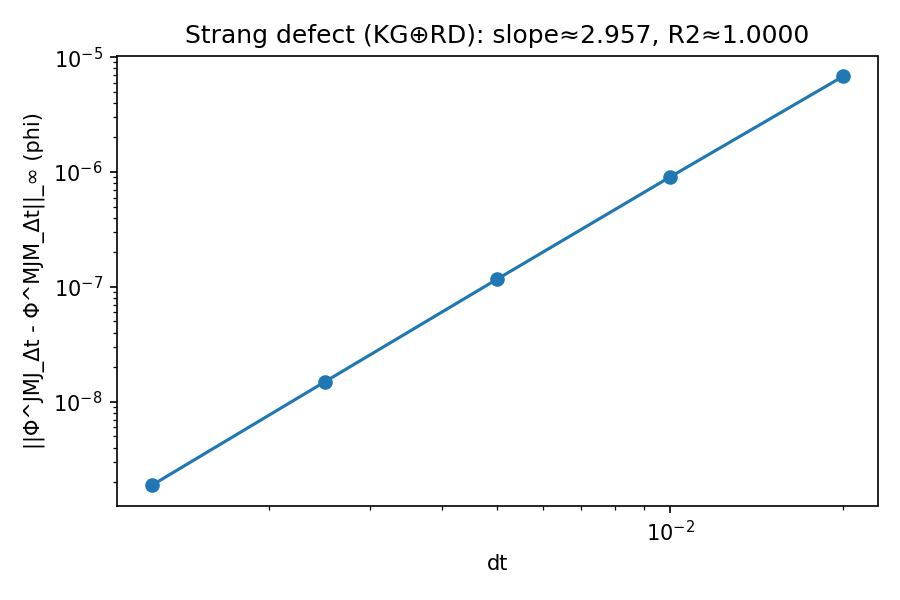 Strang defect (KG⊕RD): slope≈2.957, R2≈1.0000
||Φ^JMJ_Δt - Φ^MJM_Δt||_∞ (phi)
10⁻⁵
10⁻⁶
10⁻⁷
10⁻⁸
10⁻²
dt